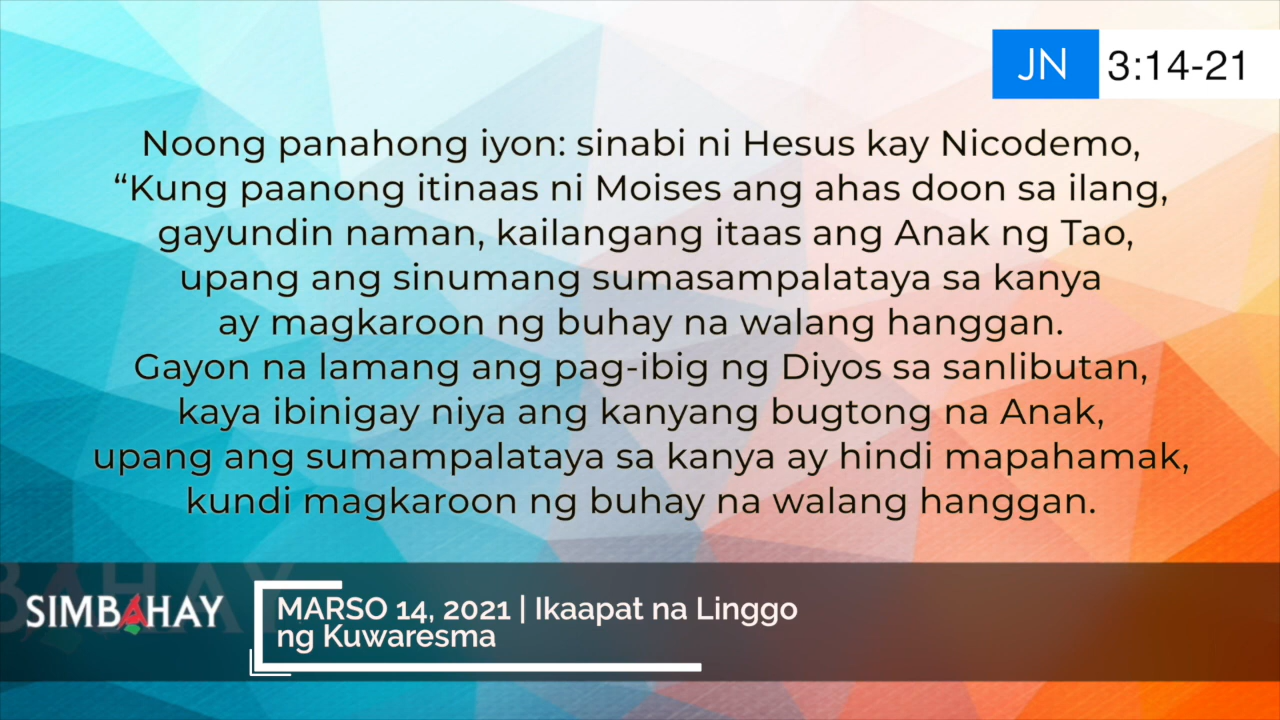 JN 3:14-21
Noong panahong iyon: sinabi ni Hesus kay Nicodemo,
“Kung paanong itinaas ni Moises ang ahas doon sa ilang,
gayundin naman, kailangang itaas ang Anak ng Tao,
upang ang sinumang sumasampalataya sa kanya
ay magkaroon ng buhay na walang hanggan.
Gayon na lamang ang pag-ibig ng Diyos sa sanlibutan,
kaya ibinigay niya ang kanyang bugtong na Anak,
upang ang sumampalataya sa kanya ay hindi mapahamak,
kundi magkaroon ng buhay na walang hanggan.
SIMBAHAY
MARSO 14, 2021 | Ikaapat na Linggo
ng Kuwaresma